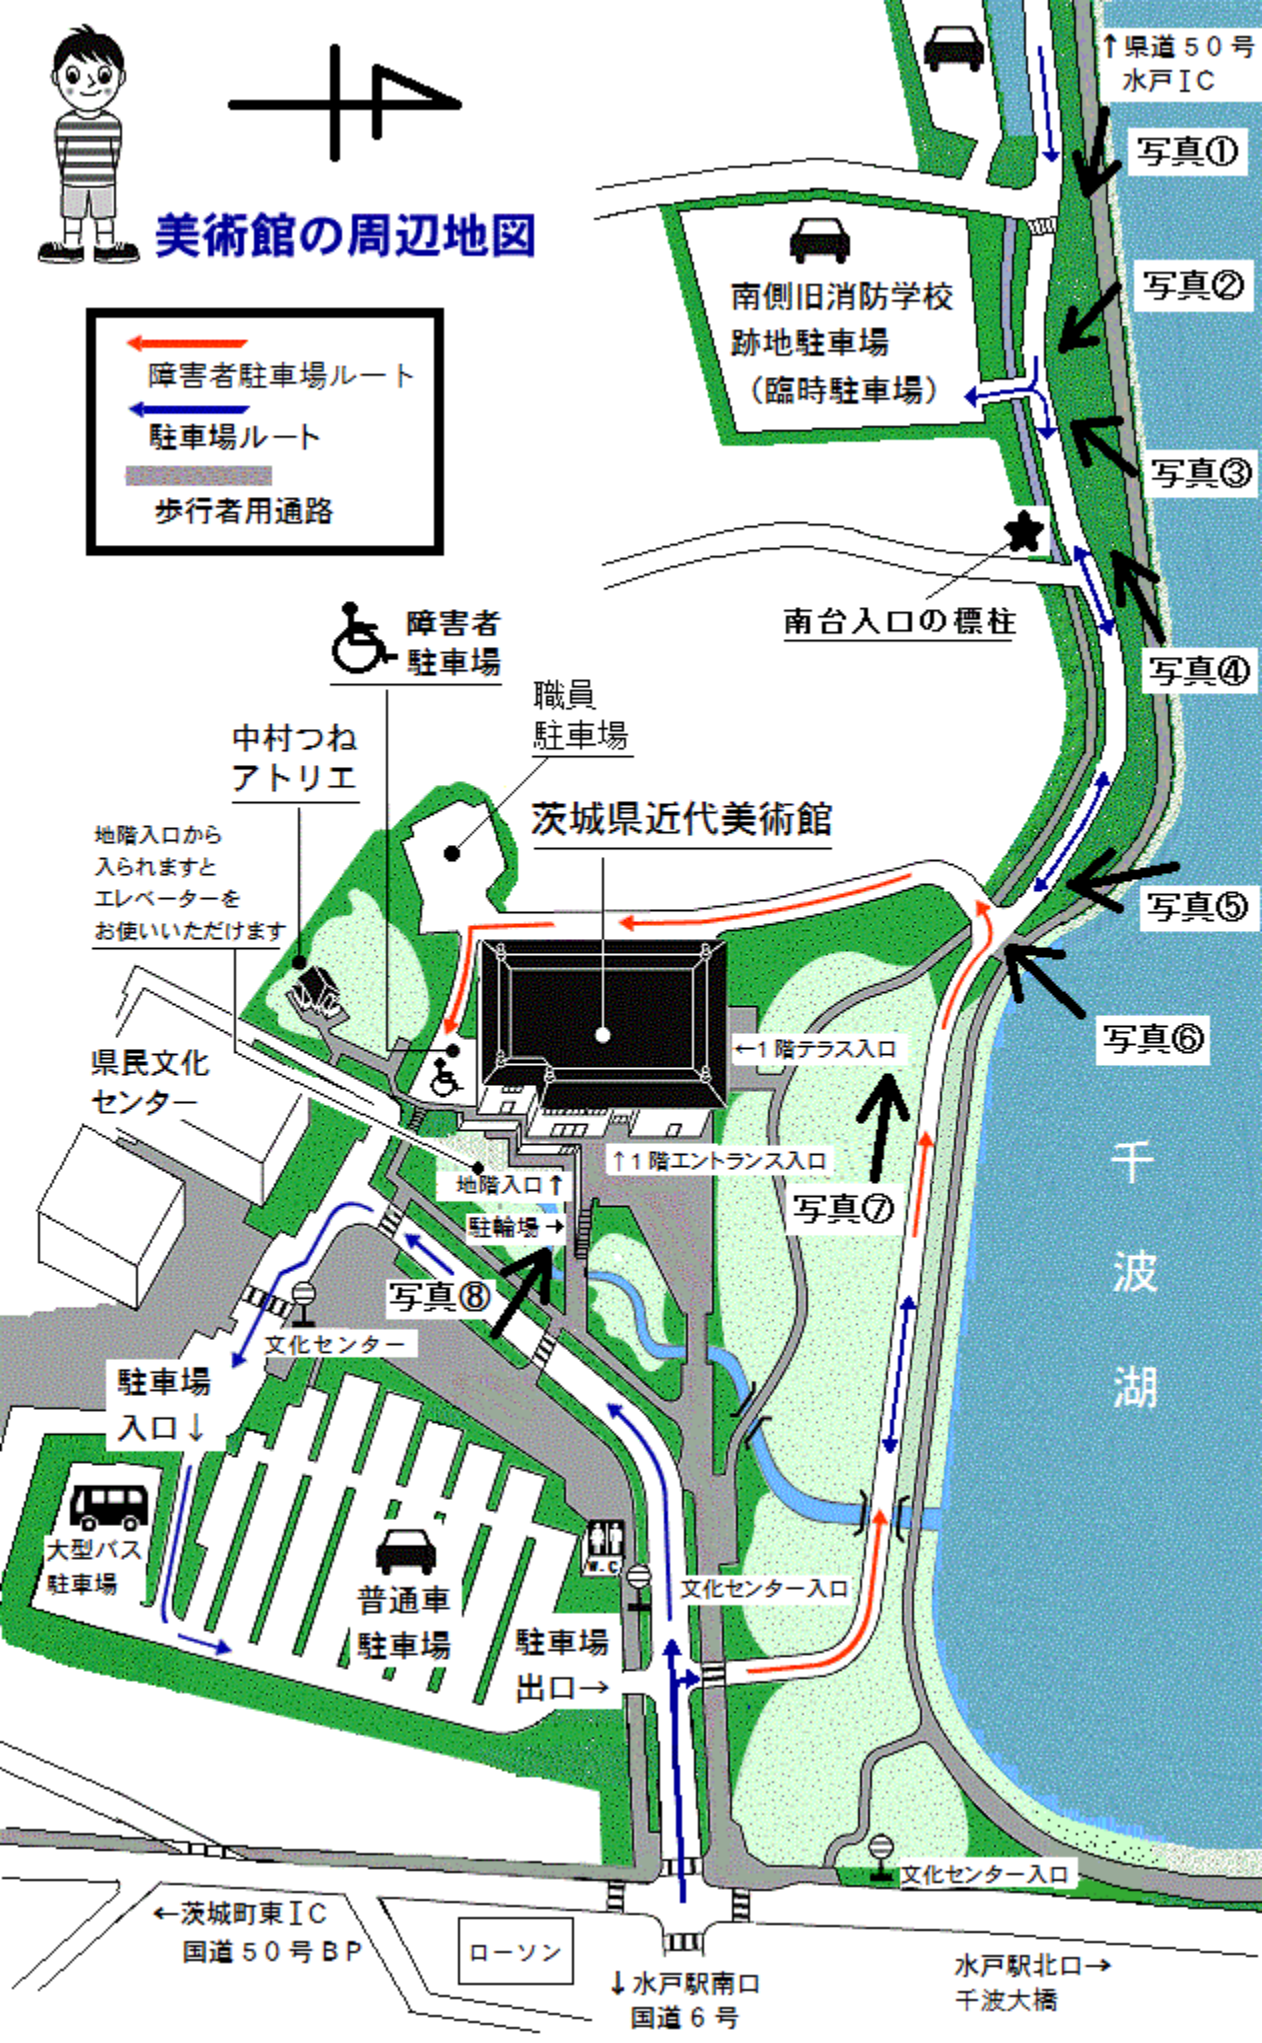 ↑県道50号
水戸IC
写真①
美術館の周辺地図
写真②
南側旧消防学校
跡地駐車場
(臨時駐車場)
障害者駐車場ルート
駐車場ルート
歩行者用通路
写真③
南台入口の標柱
写真④
障害者
駐車場
職員
駐車場
中村つね
アトリエ
茨城県近代美術館
地階入口から
入られますと
エレベーターを
お使いいただけます
写真⑤
写真⑥
県民文化
センター
←1階テラス入口
↑1階エントランス入口
地階入口↑
駐輪場→
写真⑦
写真⑧
千
波
湖
文化センター
駐車場
入口↓
大型バス
駐車場
普通車
駐車場
W.C
文化センター入口
駐車場
出口→
文化センター入口
←茨城町東IC
国道50号BP
ローソン
↓水戸駅南口
国道6号
水戸駅北口→
千波大橋